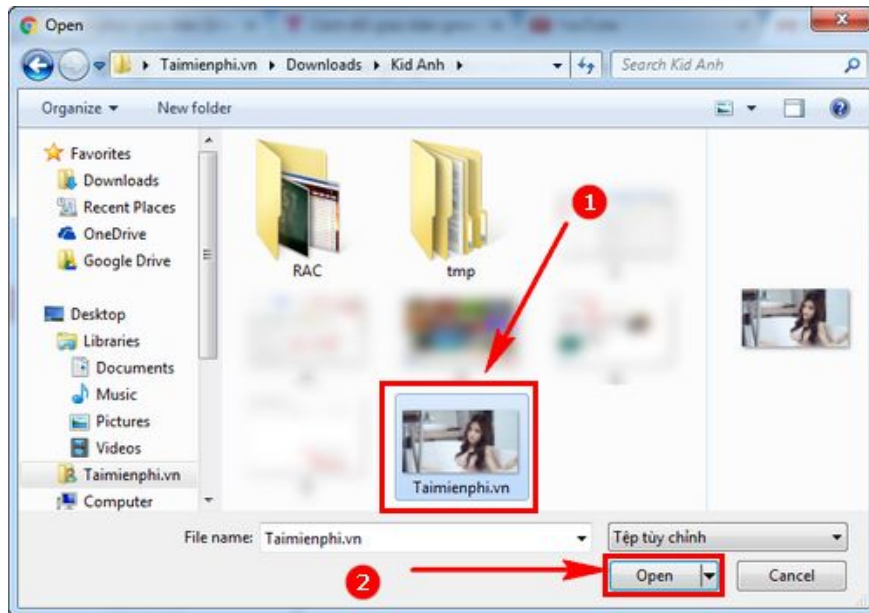 Open
Taimienphi.vn Downloads Kid Anh
Search Kid Anh
Organize New folder
Favorites
Downloads
Recent Places
OneDrive
Google Drive
Desktop
Libraries
Documents
Music
Pictures
Videos
Taimienphi.vn
Computer
RAC
tmp
1
Taimienphi.vn
File name: Taimienphi.vn
Tệp tùy chỉnh
2
Open
Cancel